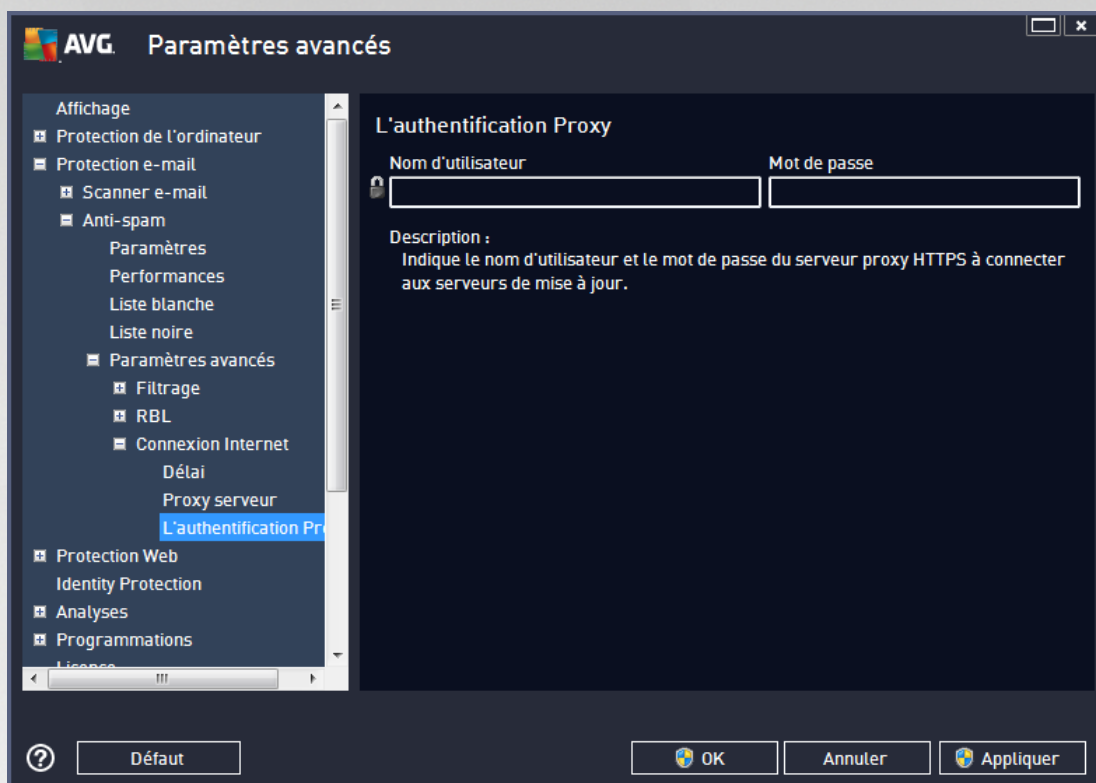 AVG. Paramètres avancés
Affichage
Protection de l'ordinateur
Protection e-mail
Scanner e-mail
Anti-spam
Paramètres
Performances
Liste blanche
Liste noire
Paramètres avancés
Filtrage
RBL
Connexion Internet
Délai
Proxy serveur
L'authentification Pro
Protection Web
Identity Protection
Analyses
Programmations
Licence
L'authentification Proxy
Nom d'utilisateur Mot de passe
Description :
Indique le nom d'utilisateur et le mot de passe du serveur proxy HTTPS à connecter
aux serveurs de mise à jour.
Défaut OK Annuler Appliquer